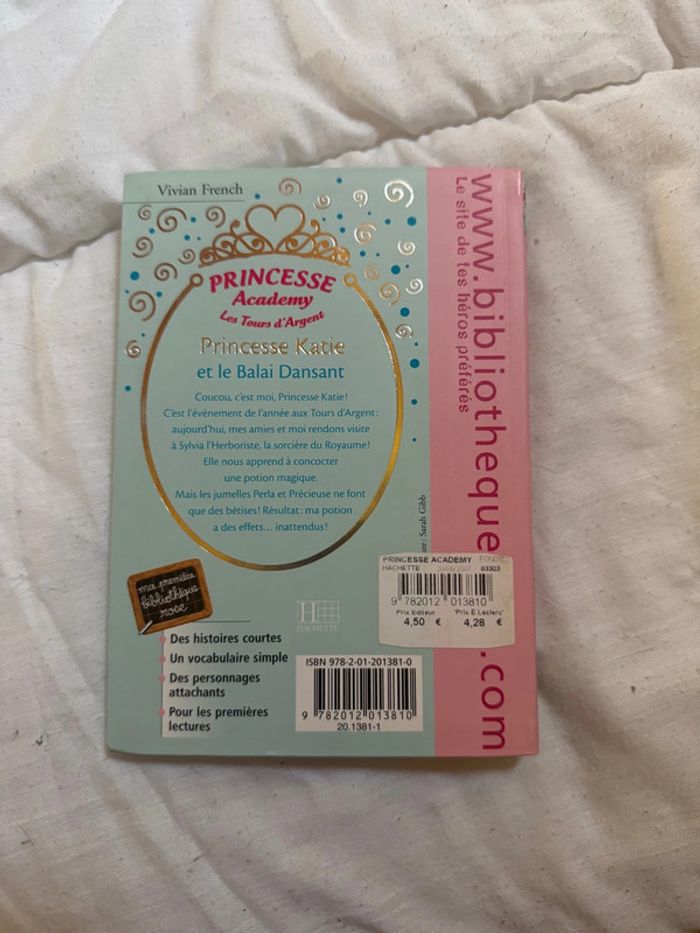 Vivian French
PRINCESSE
Academy
Les Tours d'Argent
Princesse Katie
et le Balai Dansant
Coucou, c'est moi, Princesse Katie !
C'est l'événement de l'année aux Tours d'Argent :
aujourd'hui, mes amies et moi rendons visite
à Sylvia l'Herboriste, la sorcière du Royaume !
Elle nous apprend à concocter
une potion magique.
Mais les jumelles Perla et Précieuse ne font
que des bêtises ! Résultat : ma potion
a des effets... inattendus !
ma première
bibliothèque
rose
Des histoires courtes
Un vocabulaire simple
Des personnages
attachants
Pour les premières
lectures
H
HACHETTE
: Sarah Gibb
PRINCESSE ACADEMY
HACHETTE 20/06/2007 83303
9 782012 013810
Prix Editeur Prix E Leclerc
4,50 € 4,28 €
ISBN 978-2-01-201381-0
9 782012 013810
20.1381-1
www.bibliotheque .com
Le site de tes héros préférés